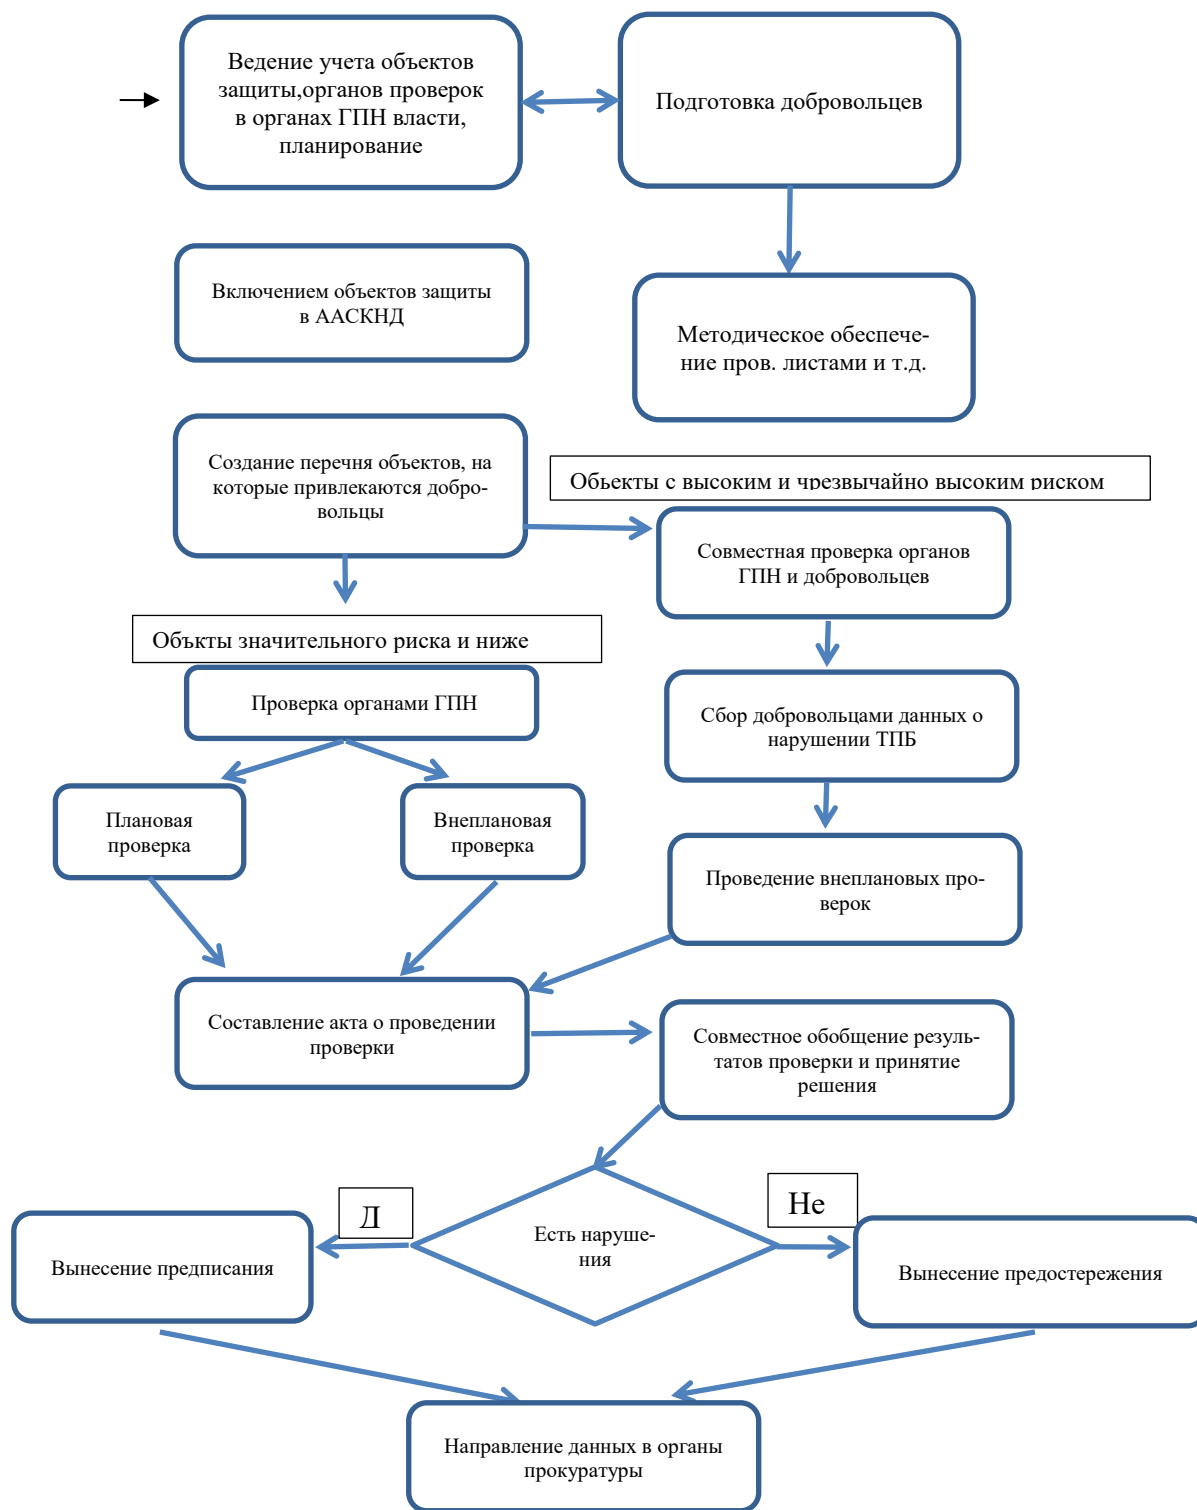 Ведение учета объектов
защиты,органов проверок
в органах ГПН власти,
планирование
Подготовка добровольцев
Включением объектов защиты
в ААСКНД
Методическое обеспече-
ние пров. листами и т.д.
Создание перечня объектов, на
которые привлекаются добро-
вольцы
Обьекты с высоким и чрезвычайно высоким риском
Совместная проверка органов
ГПН и добровольцев
Объкты значительного риска и ниже
Проверка органами ГПН
Сбор добровольцами данных о
нарушении ТПБ
Плановая
проверка
Внеплановая
проверка
Проведение внеплановых про-
верок
Составление акта о проведении
проверки
Совместное обобщение резуль-
татов проверки и принятие
решения
Д
Не
Есть наруше-
ния
Вынесение предписания
Вынесение предостережения
Направление данных в органы
прокуратуры